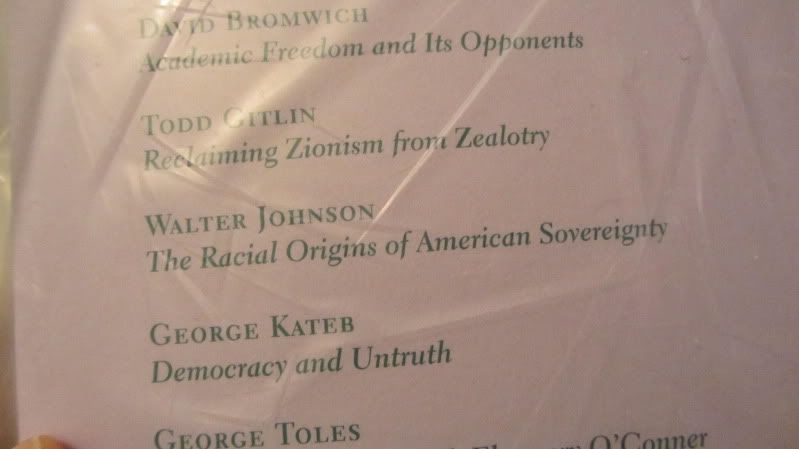 DAVID BROMWICH
Academic Freedom and Its Opponents
TODD GITLIN
Reclaiming Zionism from Zealotry
WALTER JOHNSON
The Racial Origins of American Sovereignty
GEORGE KATEB
Democracy and Untruth
GEORGE TOLES
O'Conner